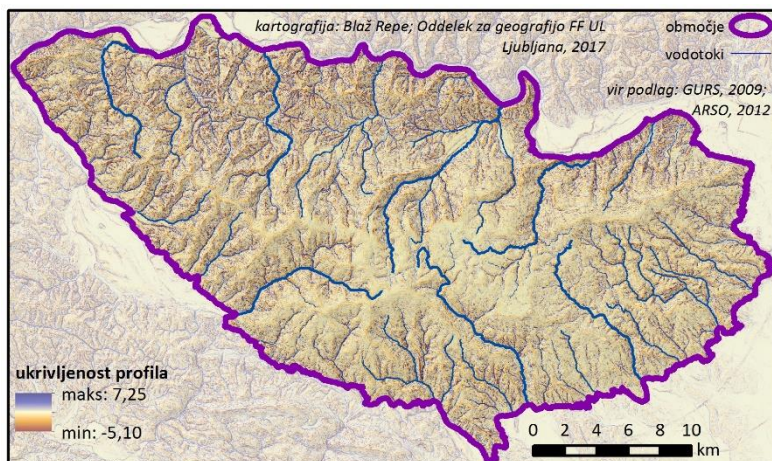 kartografija: Blaž Repe; Oddelek za geografijo FF UL
Ljubljana, 2017
območje
vodotoki
vir podlag: GURS, 2009;
ARSO, 2012
ukrivljenost profila
maks: 7,25
min: -5,10
0 2 4 6 8 10
km